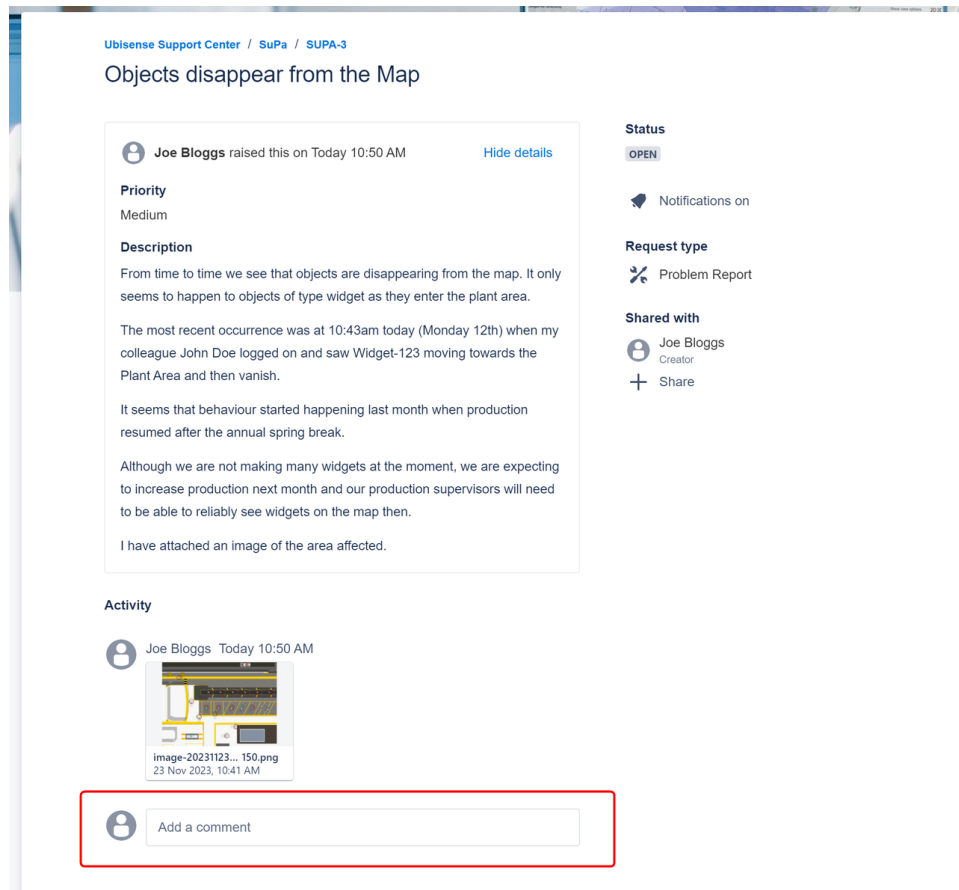 Ubisense Support Center / SuPa / SUPA-3
Objects disappear from the Map
Joe Bloggs raised this on Today 10:50 AM
Hide details
Priority
Medium
Description
From time to time we see that objects are disappearing from the map. It only
seems to happen to objects of type widget as they enter the plant area.
The most recent occurrence was at 10:43am today (Monday 12th) when my
colleague John Doe logged on and saw Widget-123 moving towards the
Plant Area and then vanish.
It seems that behaviour started happening last month when production
resumed after the annual spring break.
Although we are not making many widgets at the moment, we are expecting
to increase production next month and our production supervisors will need
to be able to reliably see widgets on the map then.
I have attached an image of the area affected.
Status
OPEN
Notifications on
Request type
Problem Report
Shared with
Joe Bloggs
Creator
Share
Activity
Joe Bloggs Today 10:50 AM
image-20231123... 150.png
23 Nov 2023, 10:41 AM
Add a comment